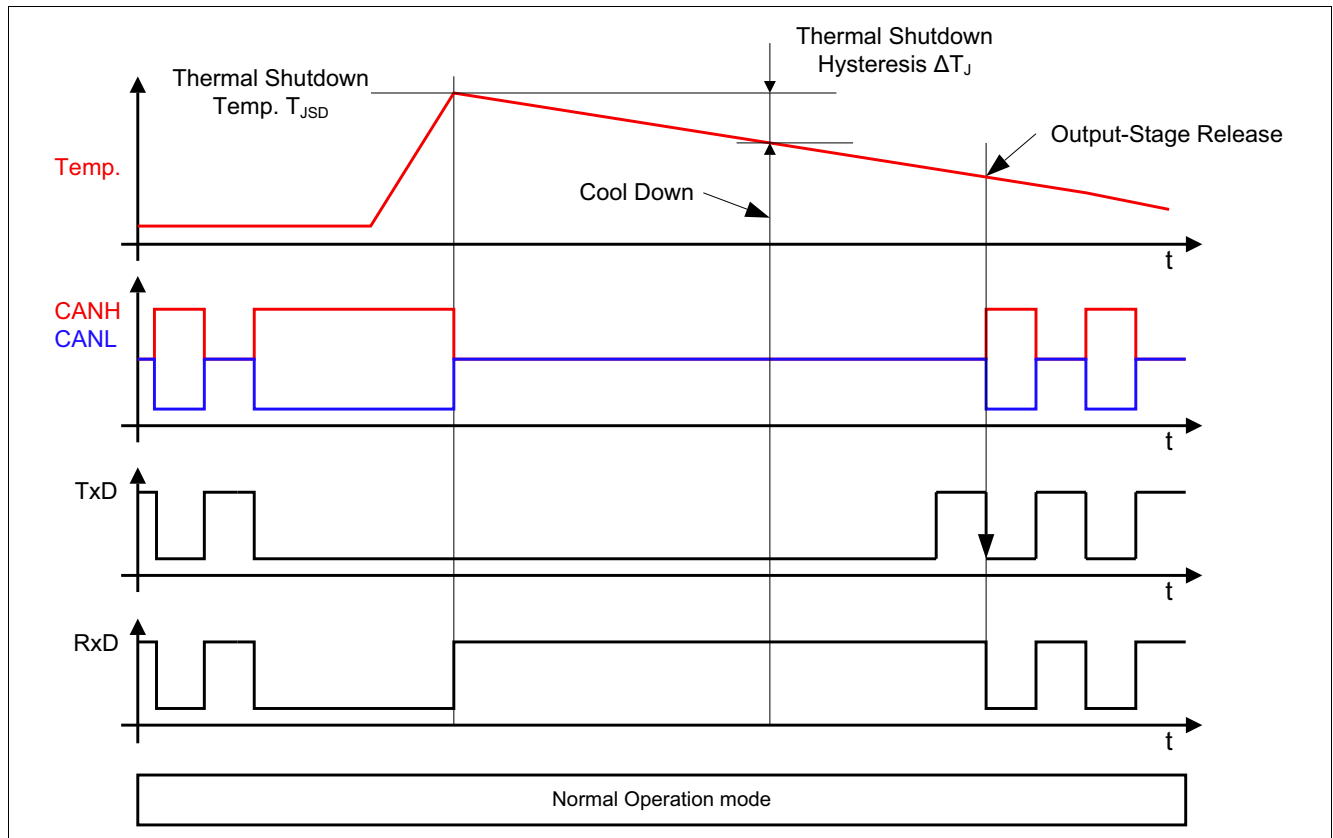 Thermal Shutdown
Hysteresis ΔTJ
Thermal Shutdown
Temp. TJSD
Output-Stage Release
Temp.
Cool Down
t
CANH
CANL
t
TxD
t
RxD
t
Normal Operation mode